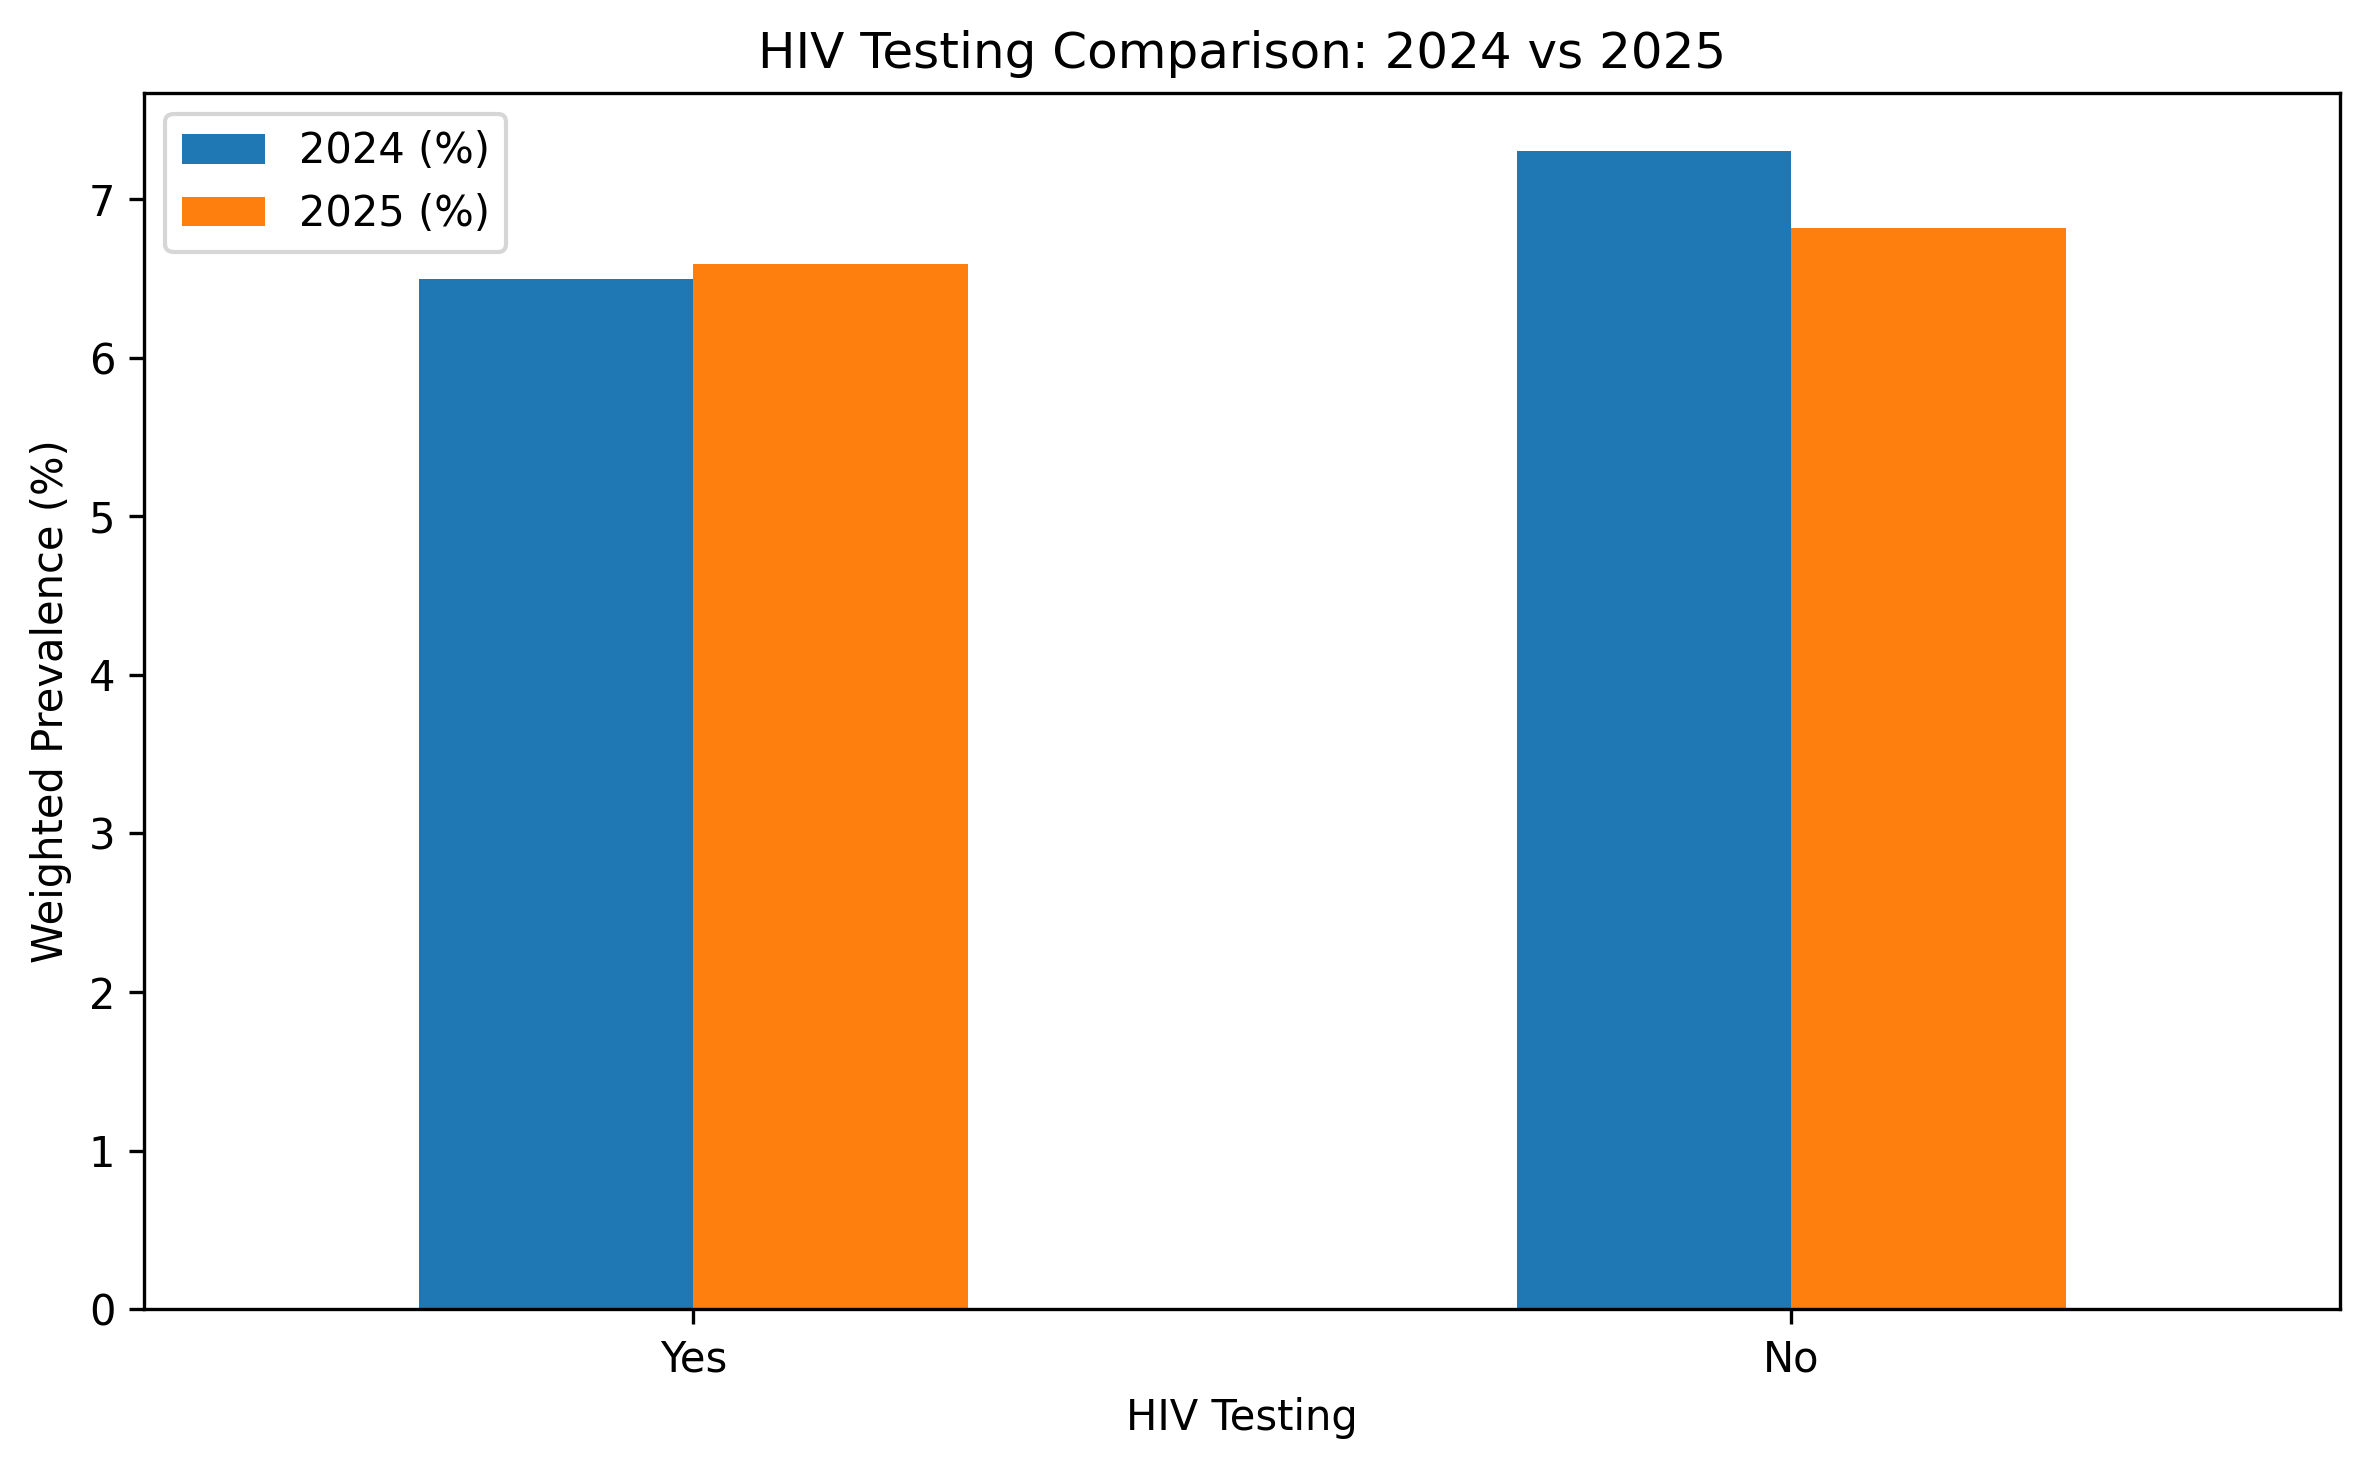 HIV Testing Comparison: 2024 vs 2025
2024 (%)
2025 (%)
Weighted Prevalence (%)
7
6
5
4
3
2
1
0
Yes
No
HIV Testing